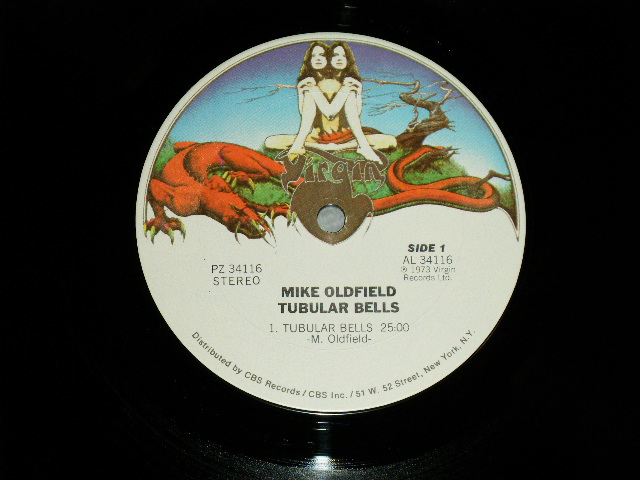 Virgin
SIDE 1
PZ 34116
STEREO
AL 34116
℗ 1973 Virgin
Records Ltd.
MIKE OLDFIELD
TUBULAR BELLS
1. TUBULAR BELLS 25:00
-M. Oldfield-
Distributed by CBS Records / CBS Inc. / 51 W. 52 Street, New York, N.Y.